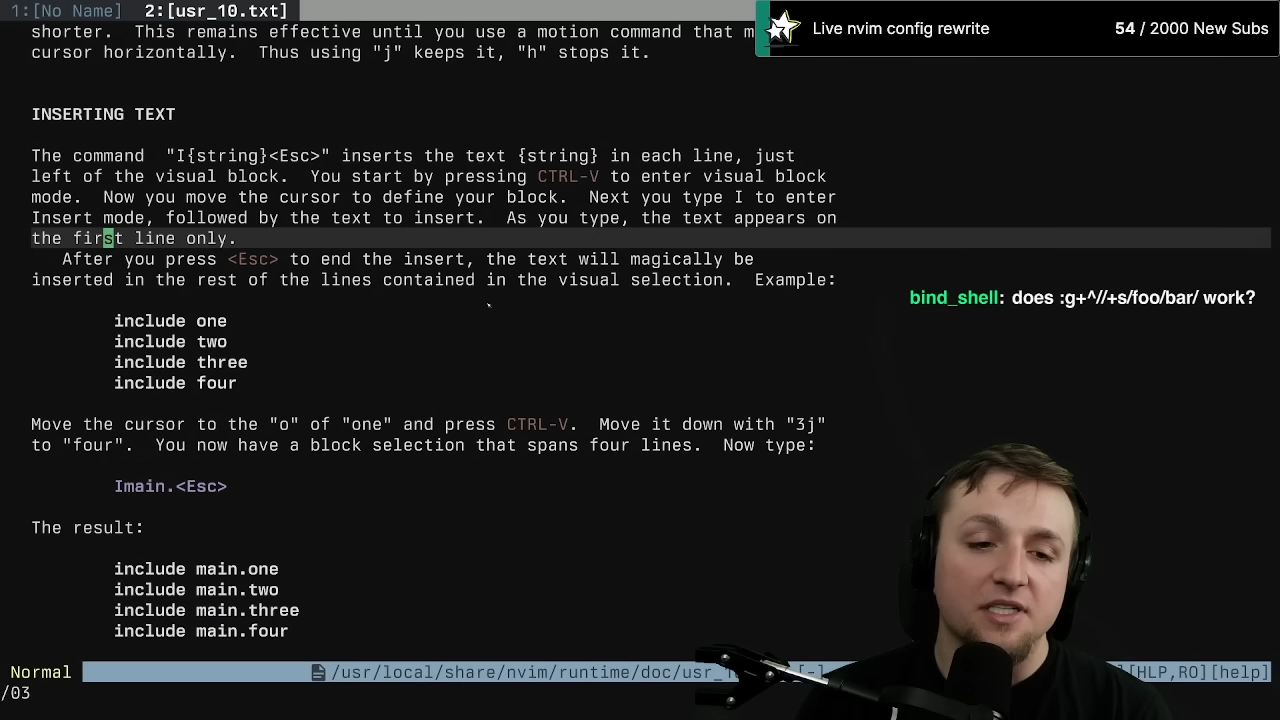 1:[No Name]  2:[usr_10.txt]
Live nvim config rewrite
54 / 2000 New Subs
shorter.  This remains effective until you use a motion command that
cursor horizontally.  Thus using "j" keeps it, "h" stops it.
INSERTING TEXT
The command  "I{string}<Esc>" inserts the text {string} in each line, just
left of the visual block.  You start by pressing CTRL-V to enter visual block
mode.  Now you move the cursor to define your block.  Next you type I to enter
Insert mode, followed by the text to insert.  As you type, the text appears on
the first line only.
After you press <Esc> to end the insert, the text will magically be
inserted in the rest of the lines contained in the visual selection.  Example:
bind_shell: does :g+^//+s/foo/bar/ work?
include one
include two
include three
include four
Move the cursor to the "o" of "one" and press CTRL-V.  Move it down with "3j"
to "four".  You now have a block selection that spans four lines.  Now type:
Imain.<Esc>
The result:
include main.one
include main.two
include main.three
include main.four
Normal
/usr/local/share/nvim/runtime/doc/usr_1 [-] [HLP,RO][help]
/03